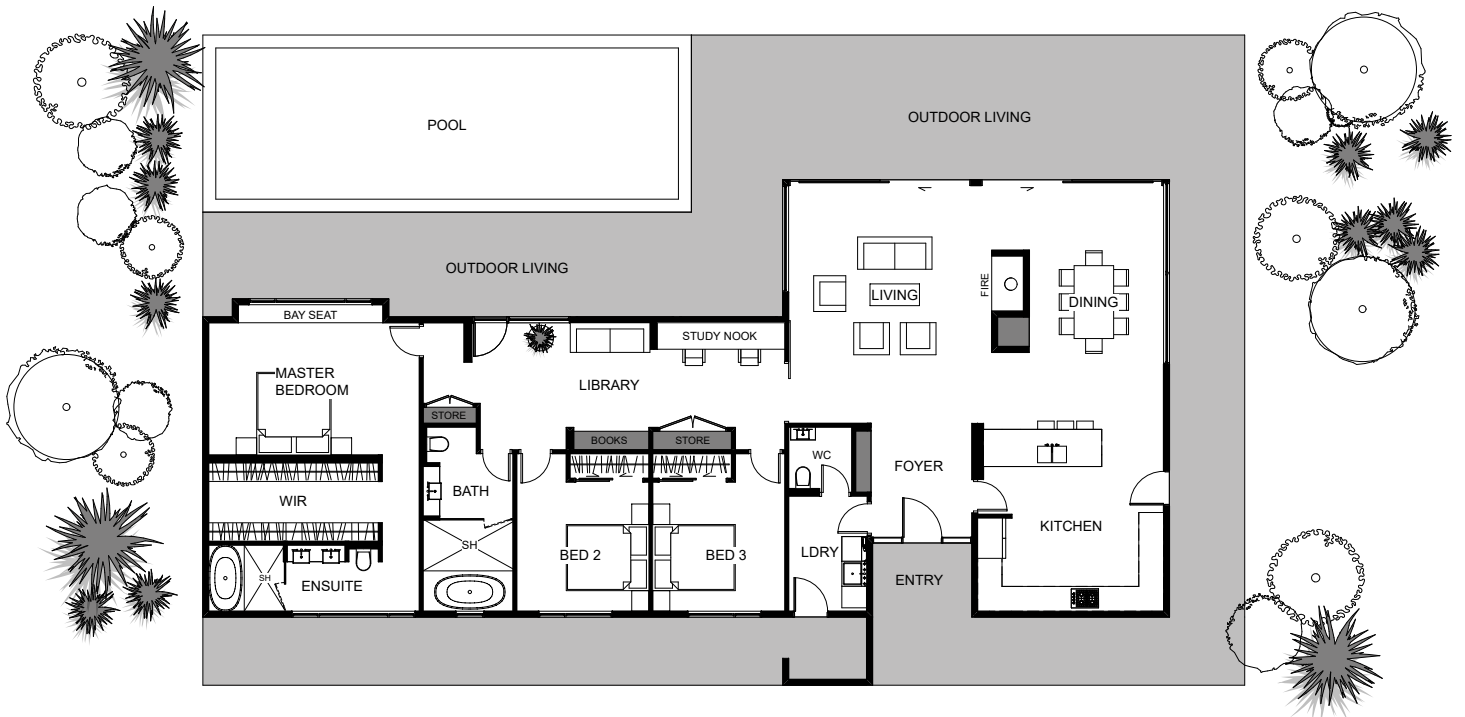 POOL
OUTDOOR LIVING
OUTDOOR LIVING
BAY SEAT
LIVING
FIRE
DINING
STUDY NOOK
MASTER
BEDROOM
LIBRARY
STORE
BOOKS
STORE
WC
FOYER
WIR
BATH
KITCHEN
SH
BED 2
BED 3
LDRY
SH
ENSUITE
ENTRY